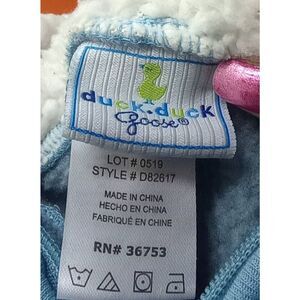 duck.duck
goose®
LOT # 0519
STYLE # D82617
MADE IN CHINA
HECHO EN CHINA
FABRIQUÉ EN CHINE
RN# 36753